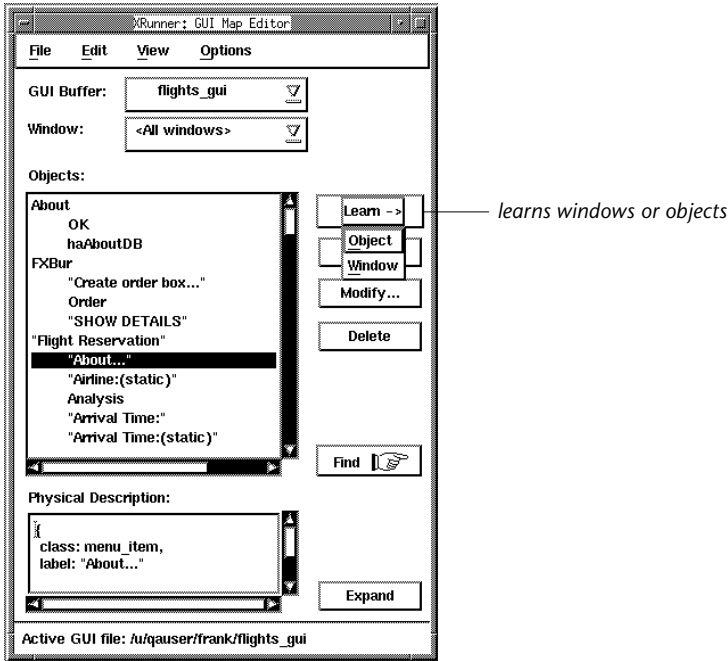 XRunner: GUI Map Editor
File Edit View Options
GUI Buffer: flights_gui
Window: <All windows>
Objects:
About
OK
haAboutDB
FXBur
"Create order box..."
Order
"SHOW DETAILS"
"Flight Reservation"
"About..."
"Airline:(static)"
Analysis
"Arrival Time:"
"Arrival Time:(static)"
Learn ->
learns windows or objects
Object
Window
Modify...
Delete
Find
Physical Description:
{
class: menu_item,
label: "About..."
Expand
Active GUI file: /u/qauser/frank/flights_gui